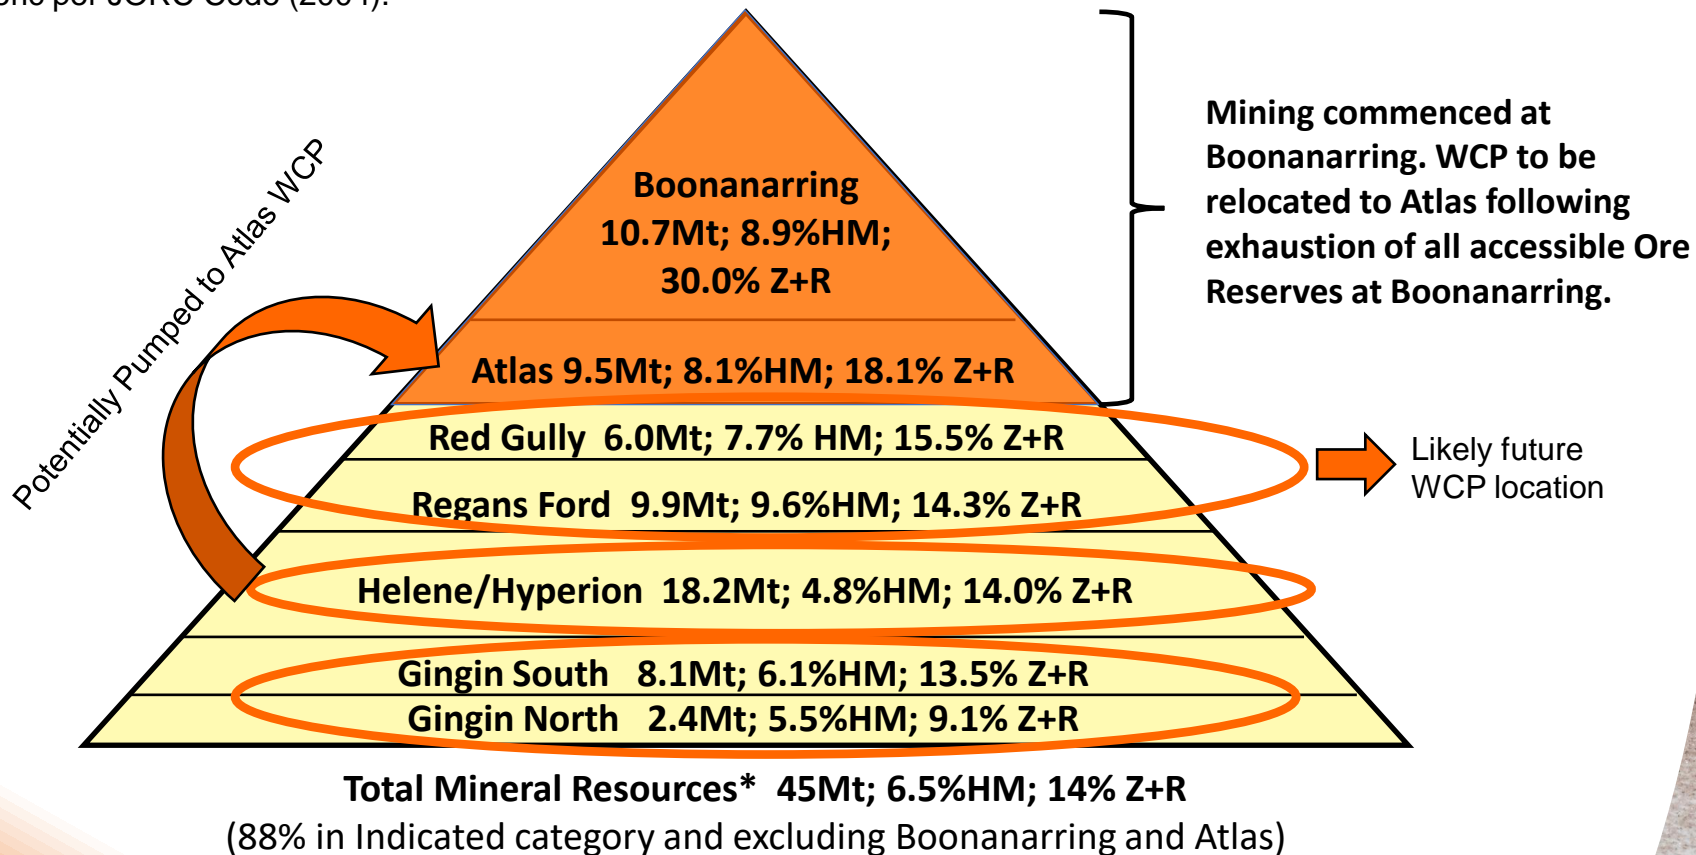 per JORC Code (2004).
Boonanarring
10.7Mt; 8.9%HM;
30.0% Z+R
Atlas 9.5Mt; 8.1%HM; 18.1% Z+R
Mining commenced at
Boonanarring. WCP to be
relocated to Atlas following
exhaustion of all accessible Ore
Reserves at Boonanarring.
Potentially Pumped to Atlas WCP
Red Gully 6.0Mt; 7.7% HM; 15.5% Z+R
Regans Ford 9.9Mt; 9.6%HM; 14.3% Z+R
Likely future
WCP location
Helene/Hyperion 18.2Mt; 4.8%HM; 14.0% Z+R
Gingin South 8.1Mt; 6.1%HM; 13.5% Z+R
Gingin North 2.4Mt; 5.5%HM; 9.1% Z+R
Total Mineral Resources* 45Mt; 6.5%HM; 14% Z+R
(88% in Indicated category and excluding Boonanarring and Atlas)